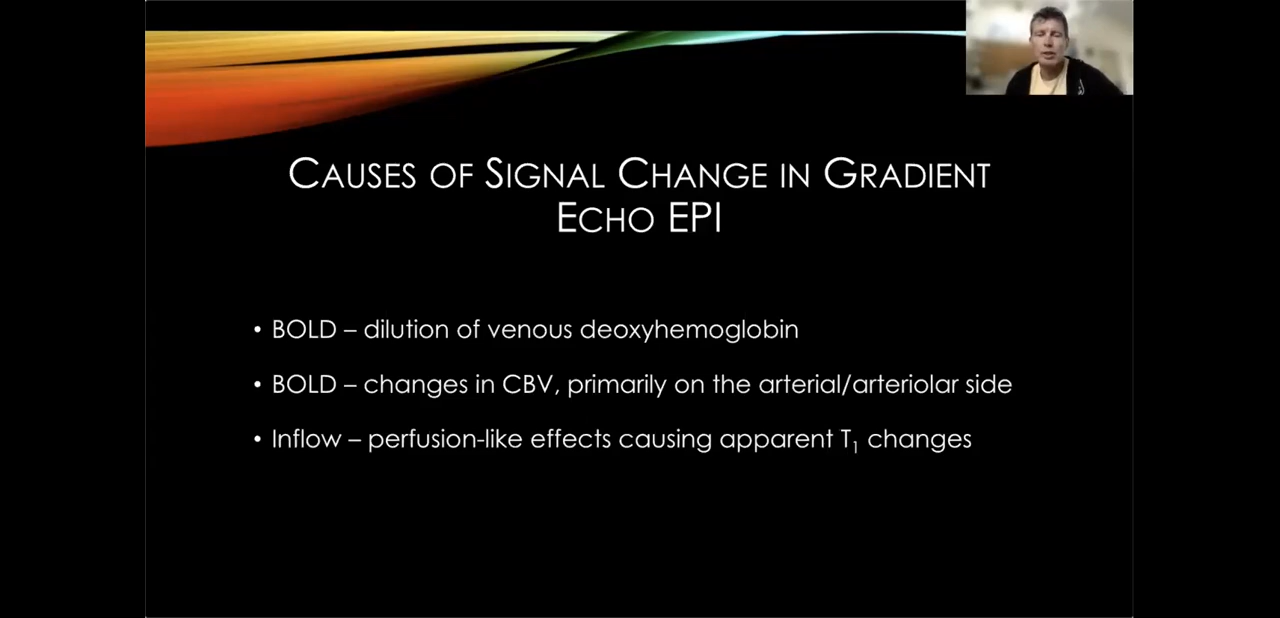 Causes of Signal Change in Gradient
Echo EPI
• BOLD – dilution of venous deoxyhemoglobin
• BOLD – changes in CBV, primarily on the arterial/arteriolar side
• Inflow – perfusion-like effects causing apparent T₁ changes